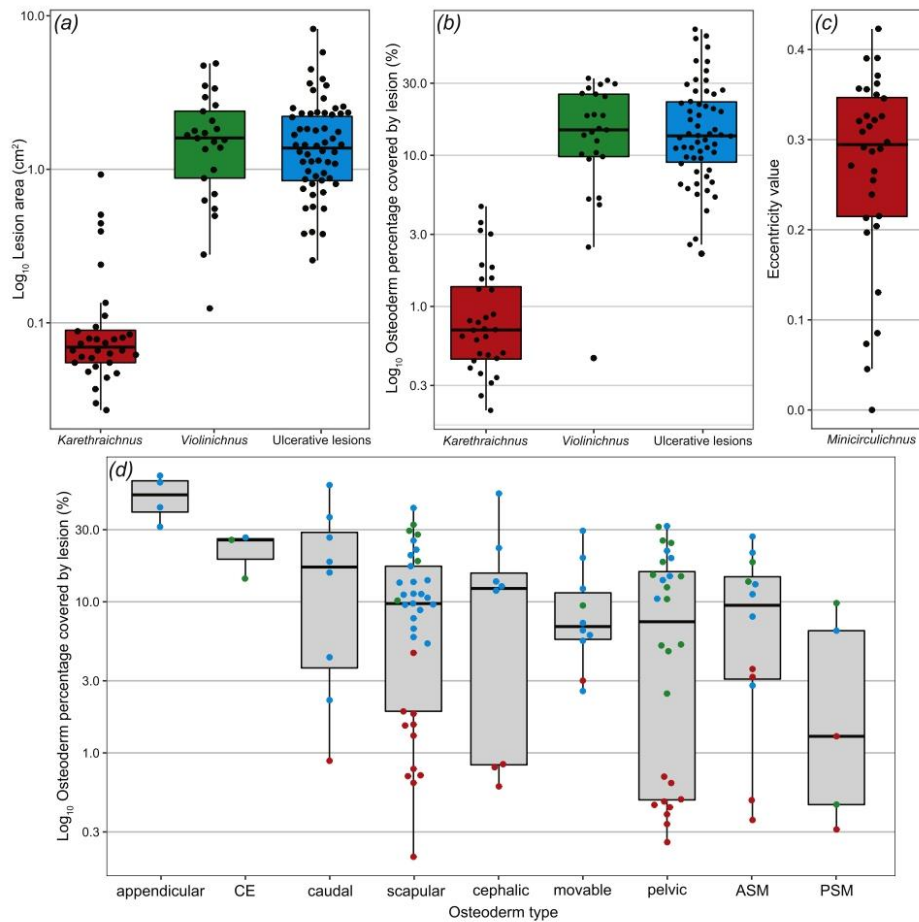 (a)
Log₁₀ Lesion area (cm²)
10.0
1.0
0.1
Karethraichnus Violinichnus Ulcerative lesions
(b)
Log₁₀ Osteoderm percentage covered by lesion (%)
30.0
10.0
3.0
1.0
0.3
Karethraichnus Violinichnus Ulcerative lesions
(c)
Eccentricity value
0.4
0.3
0.2
0.1
0.0
Minicirculichnus
(d)
Log₁₀ Osteoderm percentage covered by lesion (%)
30.0
10.0
3.0
1.0
0.3
appendicular CE caudal scapular cephalic movable pelvic ASM PSM
Osteoderm type